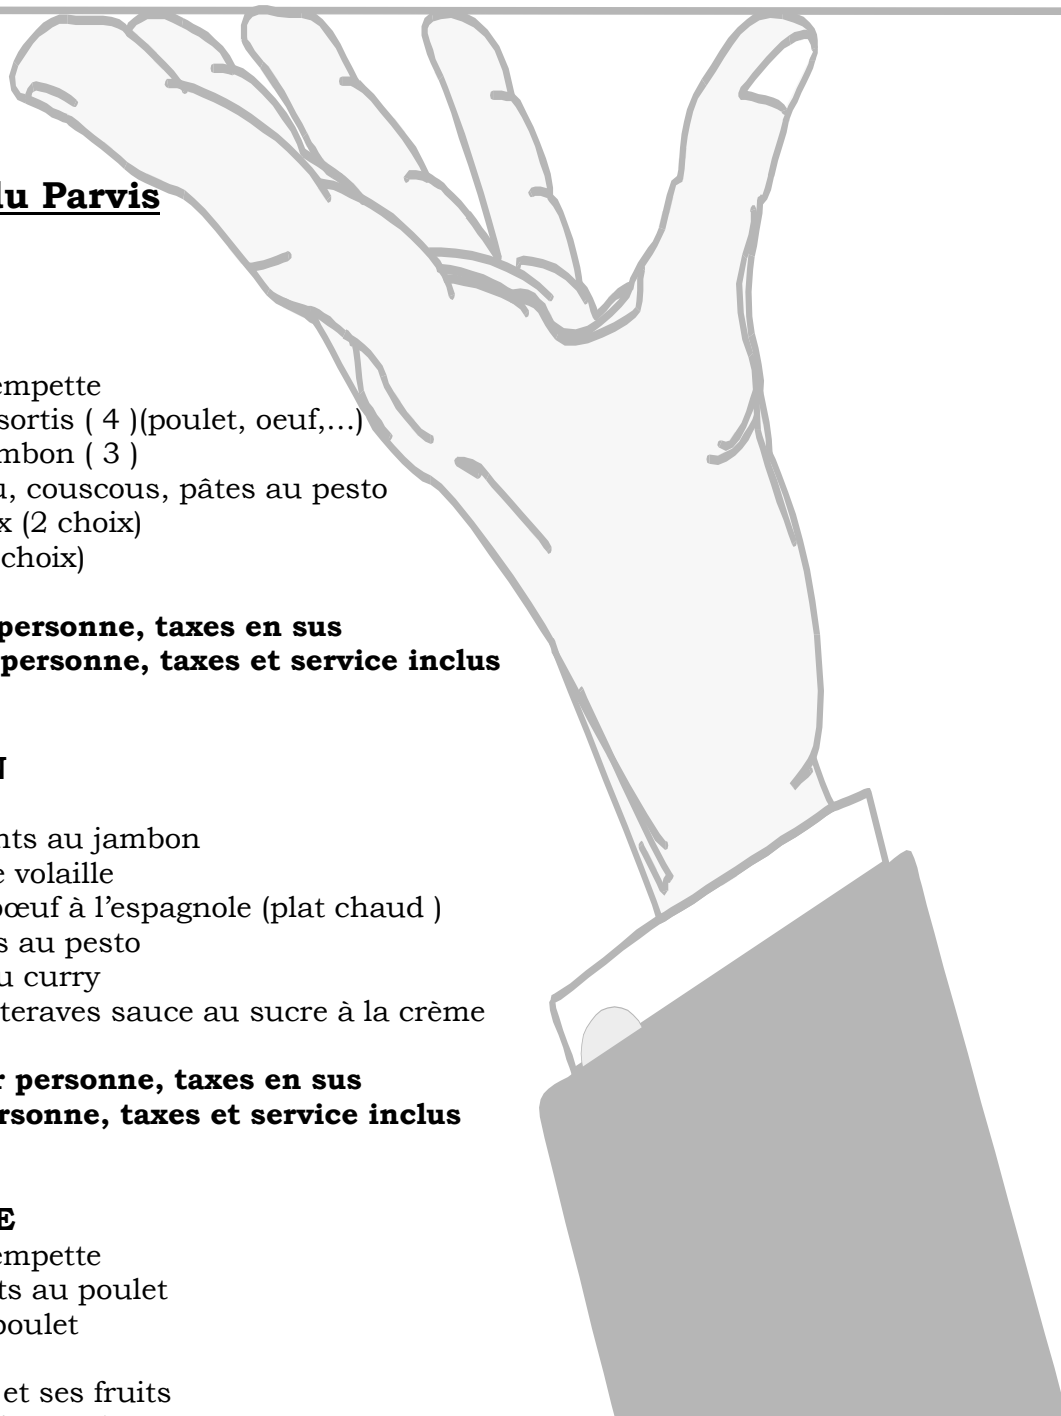 du Parvis
empette
sortis ( 4 )(poulet, oeuf,…)
mbon ( 3 )
u, couscous, pâtes au pesto
x (2 choix)
choix)
personne, taxes en sus
personne, taxes et service inclus
N
nts au jambon
e volaille
bœuf à l’espagnole (plat chaud )
s au pesto
u curry
teraves sauce au sucre à la crème
r personne, taxes en sus
rsonne, taxes et service inclus
E
empette
ts au poulet
poulet
et ses fruits